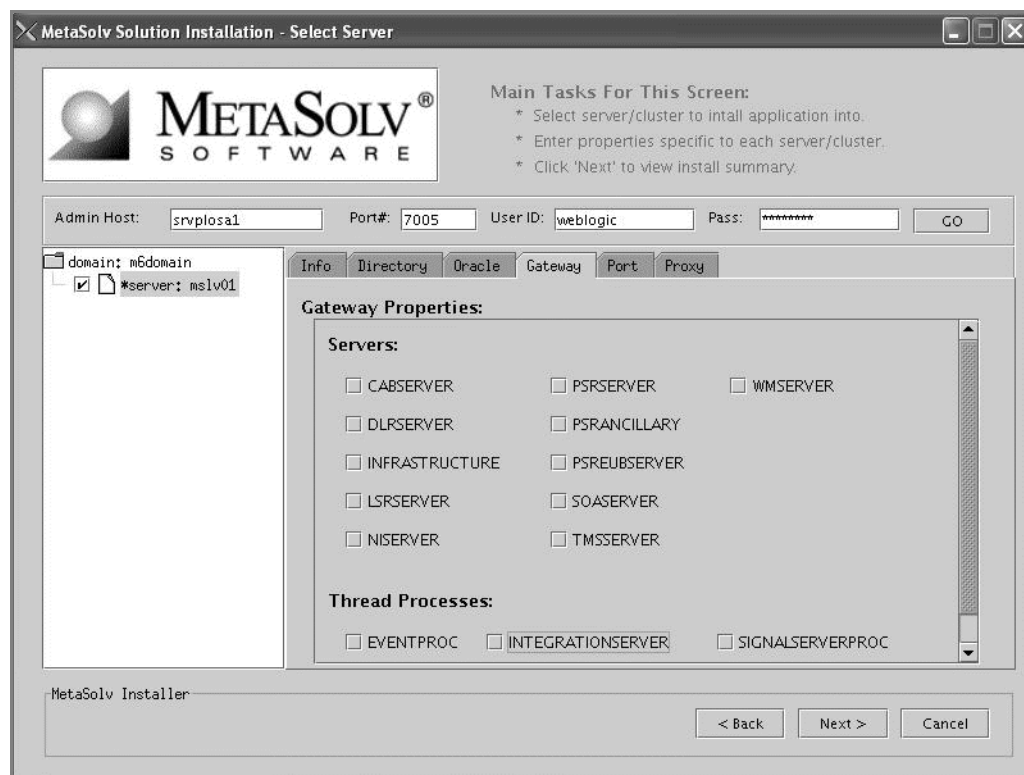 MetaSolv Solution Installation - Select Server
METASOLV®
SOFTWARE
Main Tasks For This Screen:
* Select server/cluster to intall application into.
* Enter properties specific to each server/cluster.
* Click 'Next' to view install summary.
Admin Host: srvplosa1 Port#: 7005 User ID: weblogic Pass: ******** GO
domain: m6domain
*server: mslv01
Info Directory Oracle Gateway Port Proxy
Gateway Properties:
Servers:
CABSERVER PSRSERVER WMSERVER
DLRSERVER PSRANCILLARY
INFRASTRUCTURE PSREUBSERVER
LSRSERVER SOASERVER
NISERVER TMSSERVER
Thread Processes:
EVENTPROC INTEGRATIONSERVER SIGNALSERVERPROC
MetaSolv Installer
< Back Next > Cancel